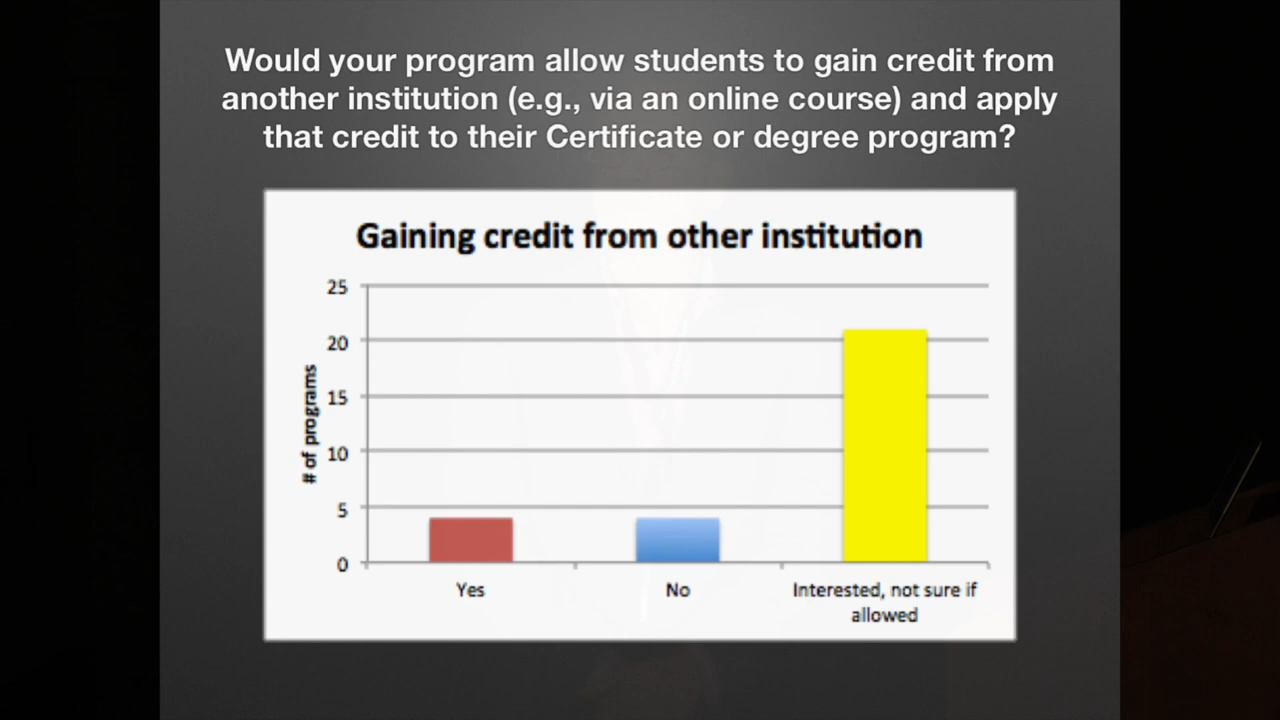 Would your program allow students to gain credit from
another institution (e.g., via an online course) and apply
that credit to their Certificate or degree program?
Gaining credit from other institution
# of programs
25
20
15
10
5
0
Yes
No
Interested, not sure if
allowed